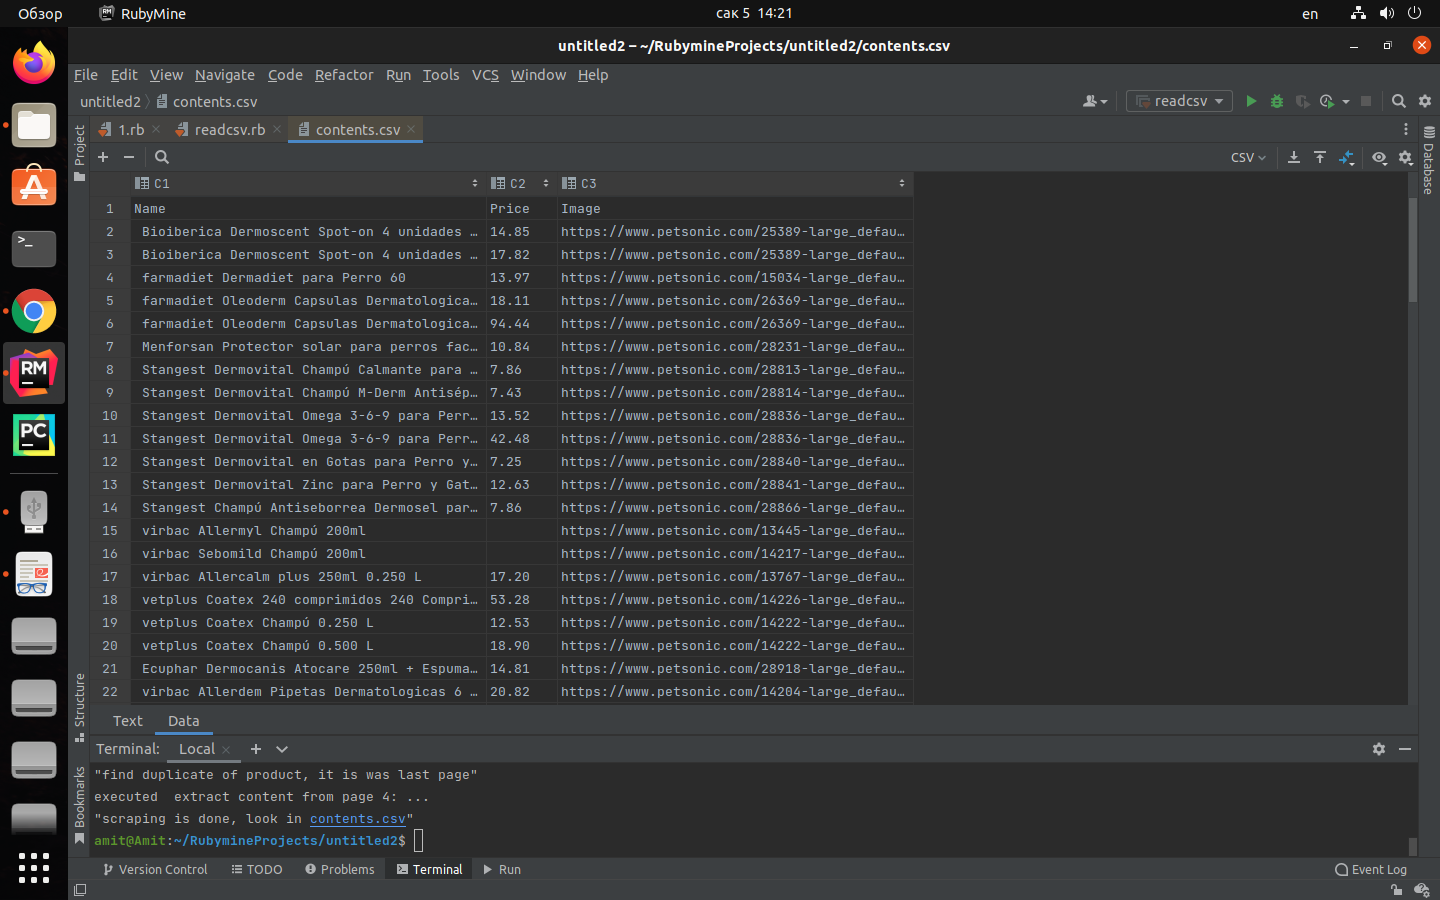 Обзор RubyMine сак 5 14:21 en
untitled2 – ~/RubymineProjects/untitled2/contents.csv
File Edit View Navigate Code Refactor Run Tools VCS Window Help
untitled2 contents.csv readcsv
1.rb readcsv.rb contents.csv
Project
Database
CSV
C1 C2 C3
1 Name Price Image
2 Bioiberica Dermoscent Spot-on 4 unidades … 14.85 https://www.petsonic.com/25389-large_defau…
3 Bioiberica Dermoscent Spot-on 4 unidades … 17.82 https://www.petsonic.com/25389-large_defau…
4 farmadiet Dermadiet para Perro 60 13.97 https://www.petsonic.com/15034-large_defau…
5 farmadiet Oleoderm Capsulas Dermatologica… 18.11 https://www.petsonic.com/26369-large_defau…
6 farmadiet Oleoderm Capsulas Dermatologica… 94.44 https://www.petsonic.com/26369-large_defau…
7 Menforsan Protector solar para perros fac… 10.84 https://www.petsonic.com/28231-large_defau…
8 Stangest Dermovital Champú Calmante para … 7.86 https://www.petsonic.com/28813-large_defau…
9 Stangest Dermovital Champú M-Derm Antisép… 7.43 https://www.petsonic.com/28814-large_defau…
10 Stangest Dermovital Omega 3-6-9 para Perr… 13.52 https://www.petsonic.com/28836-large_defau…
11 Stangest Dermovital Omega 3-6-9 para Perr… 42.48 https://www.petsonic.com/28836-large_defau…
12 Stangest Dermovital en Gotas para Perro y… 7.25 https://www.petsonic.com/28840-large_defau…
13 Stangest Dermovital Zinc para Perro y Gat… 12.63 https://www.petsonic.com/28841-large_defau…
14 Stangest Champú Antiseborrea Dermosel par… 7.86 https://www.petsonic.com/28866-large_defau…
15 virbac Allermyl Champú 200ml https://www.petsonic.com/13445-large_defau…
16 virbac Sebomild Champú 200ml https://www.petsonic.com/14217-large_defau…
17 virbac Allercalm plus 250ml 0.250 L 17.20 https://www.petsonic.com/13767-large_defau…
18 vetplus Coatex 240 comprimidos 240 Compri… 53.28 https://www.petsonic.com/14226-large_defau…
19 vetplus Coatex Champú 0.250 L 12.53 https://www.petsonic.com/14222-large_defau…
20 vetplus Coatex Champú 0.500 L 18.90 https://www.petsonic.com/14222-large_defau…
21 Ecuphar Dermocanis Atocare 250ml + Espuma… 14.81 https://www.petsonic.com/28918-large_defau…
22 virbac Allerdem Pipetas Dermatologicas 6 … 20.82 https://www.petsonic.com/14204-large_defau…
Structure
Bookmarks
Text Data
Terminal: Local
"find duplicate of product, it is was last page"
executed  extract content from page 4: ...
"scraping is done, look in contents.csv"
amit@Amit:~/RubymineProjects/untitled2$
Version Control TODO Problems Terminal Run Event Log
RM
PC